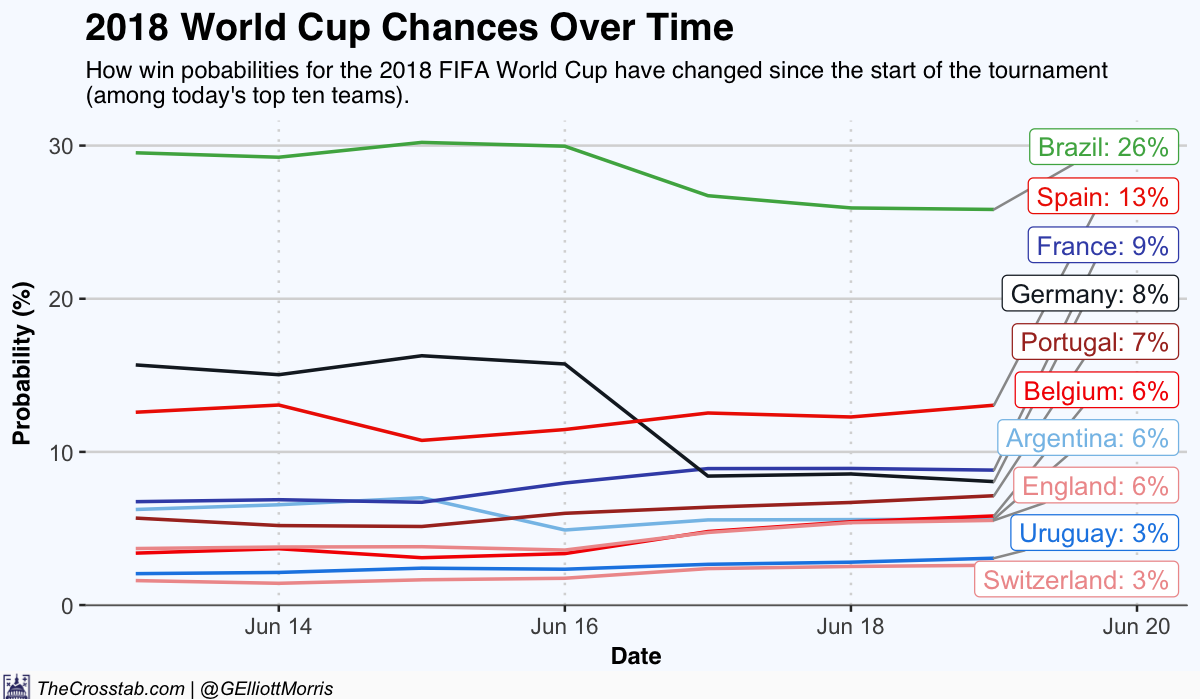 2018 World Cup Chances Over Time
How win pobabilities for the 2018 FIFA World Cup have changed since the start of the tournament
(among today's top ten teams).
Probability (%)
30
20
10
0
Brazil: 26%
Spain: 13%
France: 9%
Germany: 8%
Portugal: 7%
Belgium: 6%
Argentina: 6%
England: 6%
Uruguay: 3%
Switzerland: 3%
Jun 14
Jun 16
Jun 18
Jun 20
Date
TheCrosstab.com | @GElliottMorris